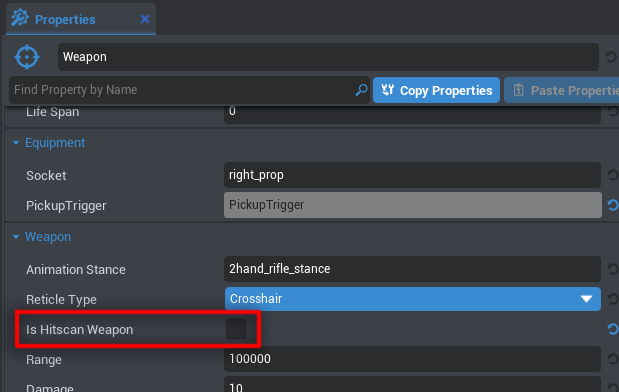 Properties
Weapon
Find Property by Name
Copy Properties
Paste Propertie
Life Span 0
Equipment
Socket right_prop
PickupTrigger PickupTrigger
Weapon
Animation Stance 2hand_rifle_stance
Reticle Type Crosshair
Is Hitscan Weapon
Range 100000
Damage 10